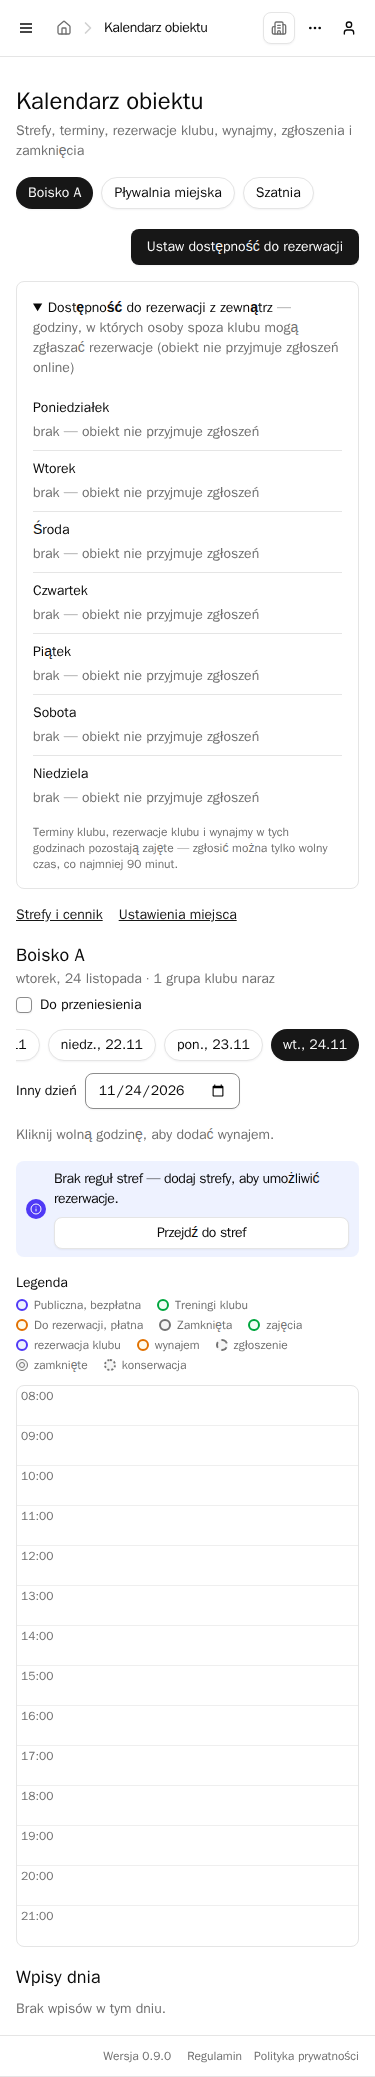 Kalendarz obiektu
Kalendarz obiektu
Strefy, terminy, rezerwacje klubu, wynajmy, zgłoszenia i
zamknięcia
Boisko A Pływalnia miejska Szatnia
Ustaw dostępność do rezerwacji
Dostępność do rezerwacji z zewnątrz —
godziny, w których osoby spoza klubu mogą
zgłaszać rezerwacje (obiekt nie przyjmuje zgłoszeń
online)
Poniedziałek
brak — obiekt nie przyjmuje zgłoszeń
Wtorek
brak — obiekt nie przyjmuje zgłoszeń
Środa
brak — obiekt nie przyjmuje zgłoszeń
Czwartek
brak — obiekt nie przyjmuje zgłoszeń
Piątek
brak — obiekt nie przyjmuje zgłoszeń
Sobota
brak — obiekt nie przyjmuje zgłoszeń
Niedziela
brak — obiekt nie przyjmuje zgłoszeń
Terminy klubu, rezerwacje klubu i wynajmy w tych
godzinach pozostają zajęte — zgłosić można tylko wolny
czas, co najmniej 90 minut.
Strefy i cennik Ustawienia miejsca
Boisko A
wtorek, 24 listopada · 1 grupa klubu naraz
Do przeniesienia
.1 niedz., 22.11 pon., 23.11 wt., 24.11
Inny dzień 11/24/2026
Kliknij wolną godzinę, aby dodać wynajem.
Brak reguł stref — dodaj strefy, aby umożliwić
rezerwacje.
Przejdź do stref
Legenda
Publiczna, bezpłatna Treningi klubu
Do rezerwacji, płatna Zamknięta zajęcia
rezerwacja klubu wynajem zgłoszenie
zamknięte konserwacja
08:00
09:00
10:00
11:00
12:00
13:00
14:00
15:00
16:00
17:00
18:00
19:00
20:00
21:00
Wpisy dnia
Brak wpisów w tym dniu.
Wersja 0.9.0 Regulamin Polityka prywatności